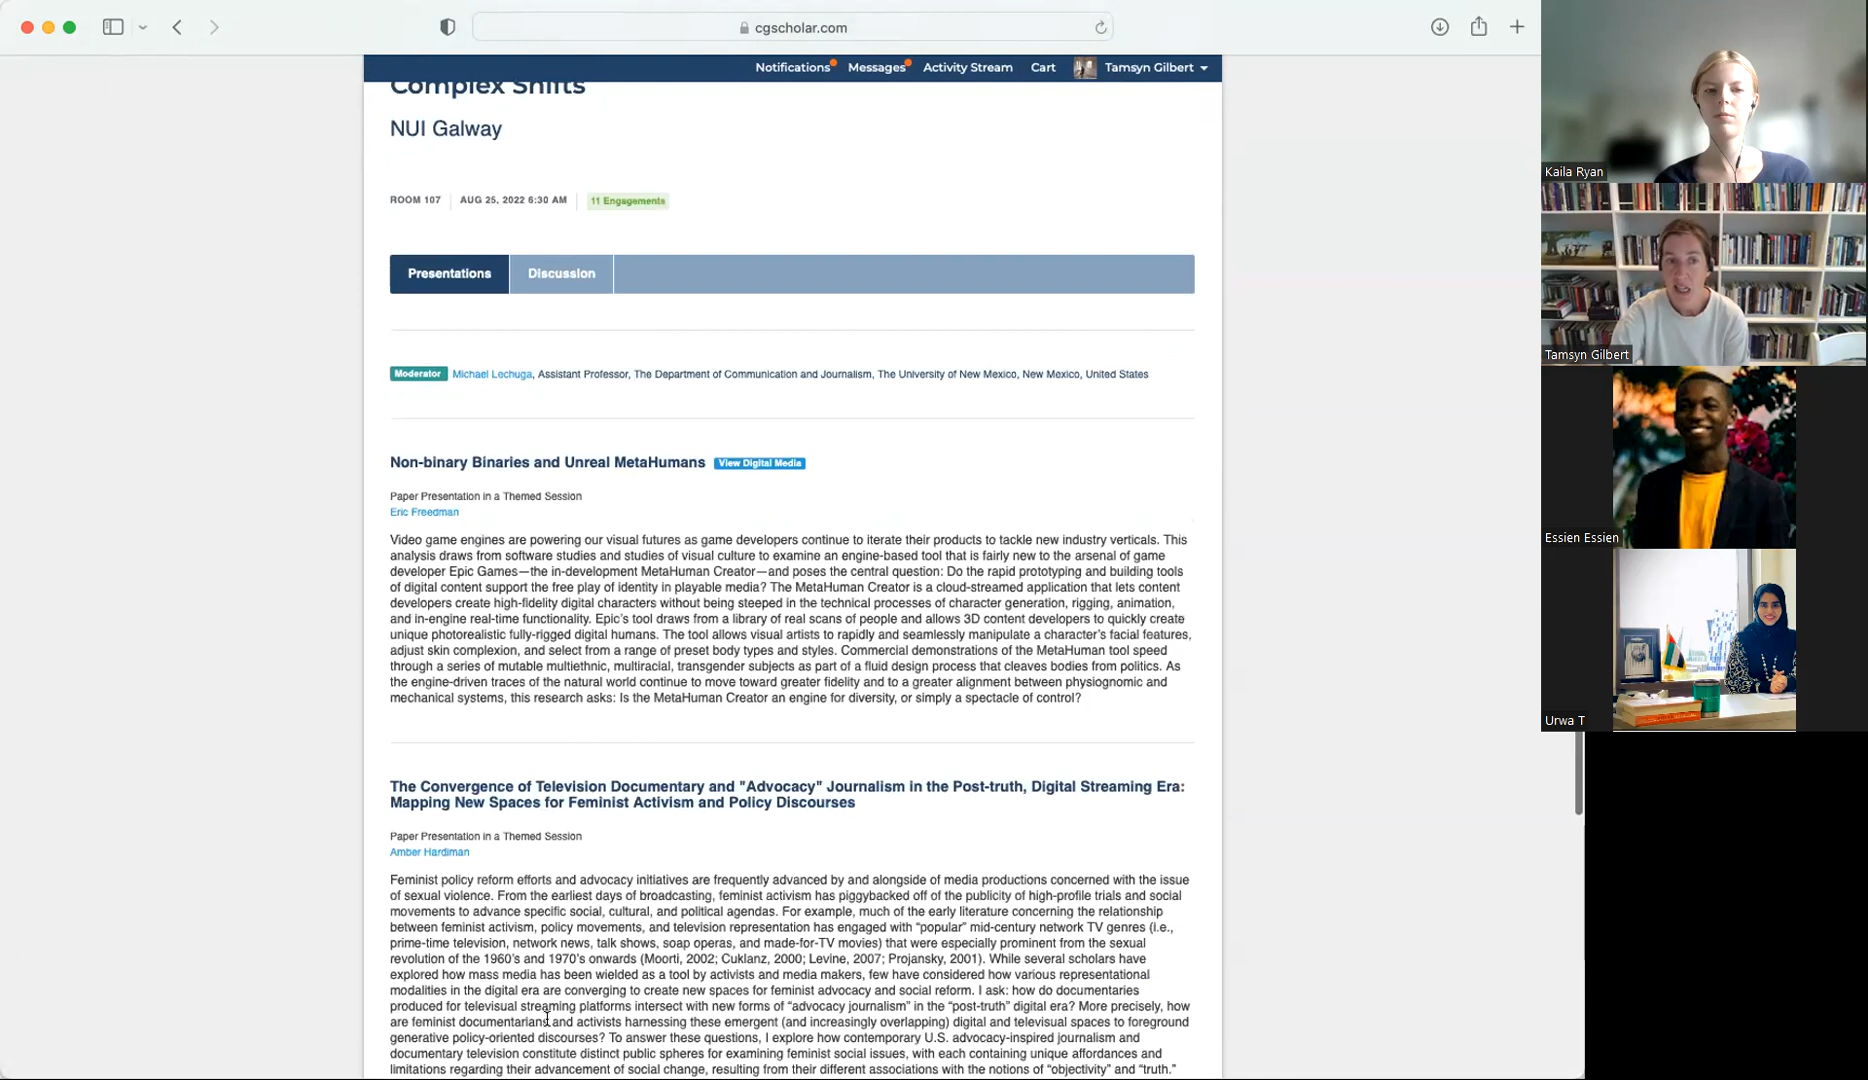 cgscholar.com
Notifications Messages Activity Stream Cart Tamsyn Gilbert
Complex Shifts
NUI Galway
ROOM 107 AUG 25, 2022 6:30 AM 11 Engagements
Presentations Discussion
Moderator Michael Lechuga, Assistant Professor, The Department of Communication and Journalism, The University of New Mexico, New Mexico, United States
Non-binary Binaries and Unreal MetaHumans View Digital Media
Paper Presentation in a Themed Session
Eric Freedman
Video game engines are powering our visual futures as game developers continue to iterate their products to tackle new industry verticals. This
analysis draws from software studies and studies of visual culture to examine an engine-based tool that is fairly new to the arsenal of game
developer Epic Games—the in-development MetaHuman Creator—and poses the central question: Do the rapid prototyping and building tools
of digital content support the free play of identity in playable media? The MetaHuman Creator is a cloud-streamed application that lets content
developers create high-fidelity digital characters without being steeped in the technical processes of character generation, rigging, animation,
and in-engine real-time functionality. Epic’s tool draws from a library of real scans of people and allows 3D content developers to quickly create
unique photorealistic fully-rigged digital humans. The tool allows visual artists to rapidly and seamlessly manipulate a character’s facial features,
adjust skin complexion, and select from a range of preset body types and styles. Commercial demonstrations of the MetaHuman tool speed
through a series of mutable multiethnic, multiracial, transgender subjects as part of a fluid design process that cleaves bodies from politics. As
the engine-driven traces of the natural world continue to move toward greater fidelity and to a greater alignment between physiognomic and
mechanical systems, this research asks: Is the MetaHuman Creator an engine for diversity, or simply a spectacle of control?
The Convergence of Television Documentary and "Advocacy" Journalism in the Post-truth, Digital Streaming Era:
Mapping New Spaces for Feminist Activism and Policy Discourses
Paper Presentation in a Themed Session
Amber Hardiman
Feminist policy reform efforts and advocacy initiatives are frequently advanced by and alongside of media productions concerned with the issue
of sexual violence. From the earliest days of broadcasting, feminist activism has piggybacked off of the publicity of high-profile trials and social
movements to advance specific social, cultural, and political agendas. For example, much of the early literature concerning the relationship
between feminist activism, policy movements, and television representation has engaged with “popular” mid-century network TV genres (i.e.,
prime-time television, network news, talk shows, soap operas, and made-for-TV movies) that were especially prominent from the sexual
revolution of the 1960’s and 1970’s onwards (Moorti, 2002; Cuklanz, 2000; Levine, 2007; Projansky, 2001). While several scholars have
explored how mass media has been wielded as a tool by activists and media makers, few have considered how various representational
modalities in the digital era are converging to create new spaces for feminist advocacy and social reform. I ask: how do documentaries
produced for televisual streaming platforms intersect with new forms of “advocacy journalism” in the “post-truth” digital era? More precisely, how
are feminist documentarians and activists harnessing these emergent (and increasingly overlapping) digital and televisual spaces to foreground
generative policy-oriented discourses? To answer these questions, I explore how contemporary U.S. advocacy-inspired journalism and
documentary television constitute distinct public spheres for examining feminist social issues, with each containing unique affordances and
limitations regarding their advancement of social change, resulting from their different associations with the notions of “objectivity” and “truth.”
Kaila Ryan
Tamsyn Gilbert
Essien Essien
Urwa T